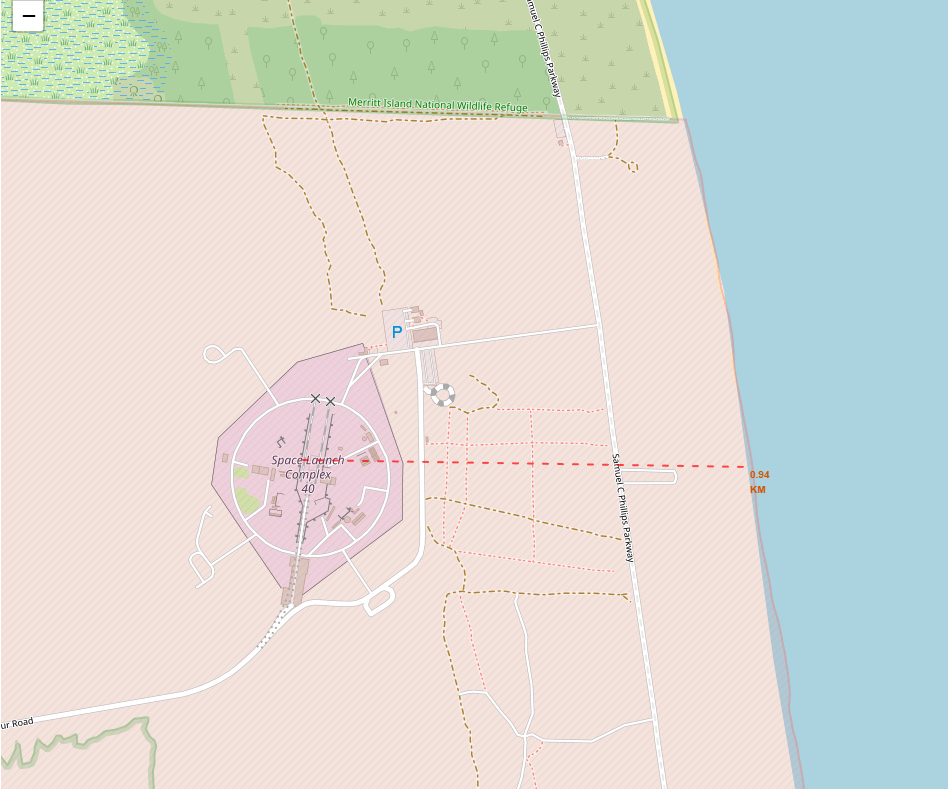 −
Samuel C Phillips Parkway
Merritt Island National Wildlife Refuge
P
Space Launch
Complex
40
Samuel C Phillips Parkway
0.94
KM
ur Road